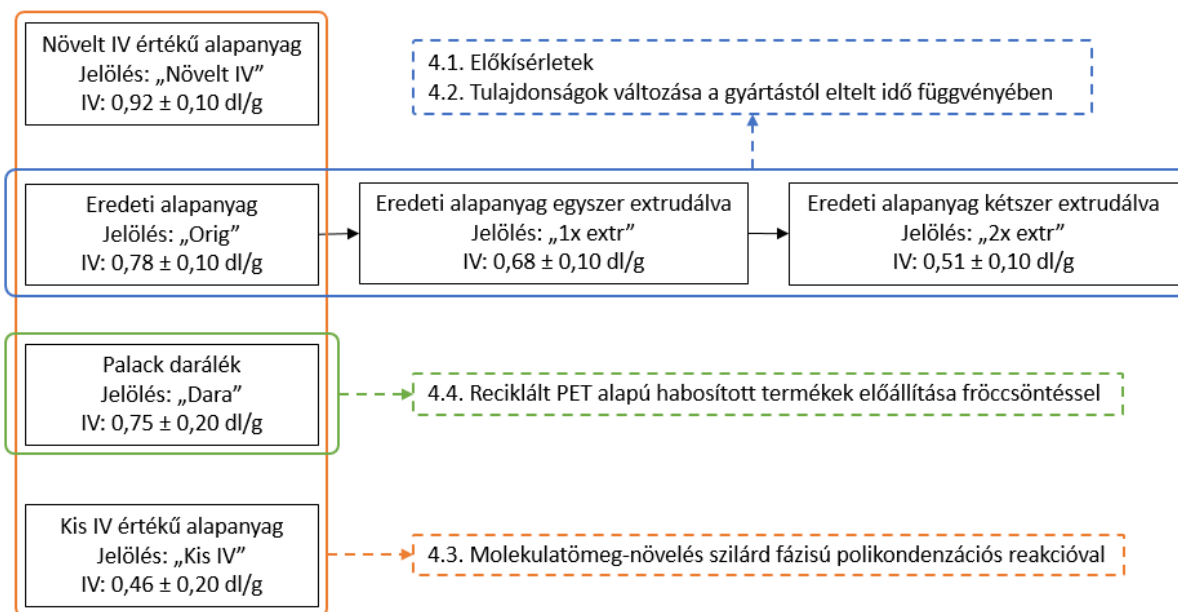 Növelt IV értékű alapanyag
Jelölés: „Növelt IV”
IV: 0,92 ± 0,10 dl/g
4.1. Előkísérletek
4.2. Tulajdonságok változása a gyártástól eltelt idő függvényében
Eredeti alapanyag
Jelölés: „Orig”
IV: 0,78 ± 0,10 dl/g
Eredeti alapanyag egyszer extrudálva
Jelölés: „1x extr”
IV: 0,68 ± 0,10 dl/g
Eredeti alapanyag kétszer extrudálva
Jelölés: „2x extr”
IV: 0,51 ± 0,10 dl/g
Palack darálék
Jelölés: „Dara”
IV: 0,75 ± 0,20 dl/g
4.4. Reciklált PET alapú habosított termékek előállítása fröccsöntéssel
Kis IV értékű alapanyag
Jelölés: „Kis IV”
IV: 0,46 ± 0,20 dl/g
4.3. Molekulatömeg-növelés szilárd fázisú polikondenzációs reakcióval